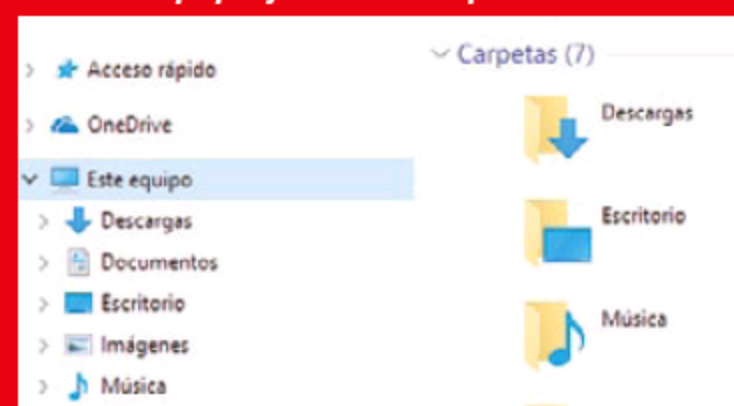 Acceso rápido
OneDrive
Este equipo
Descargas
Documentos
Escritorio
Imágenes
Música
Carpetas (7)
Descargas
Escritorio
Música